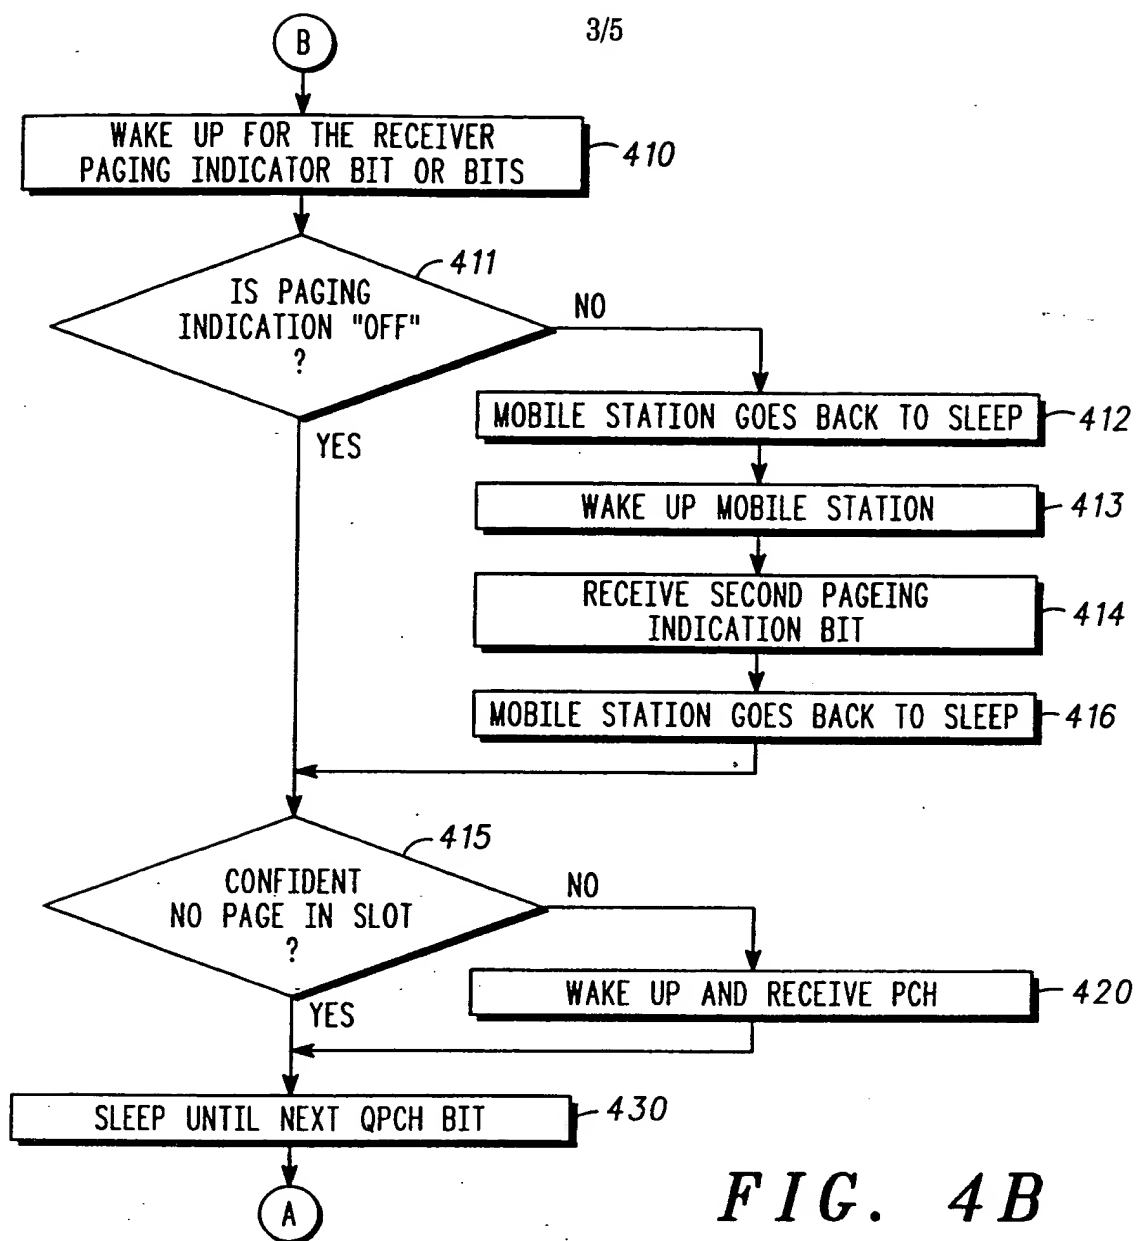 3/5
B
WAKE UP FOR THE RECEIVER
PAGING INDICATOR BIT OR BITS
410
411
IS PAGING
INDICATION "OFF"
?
NO
YES
MOBILE STATION GOES BACK TO SLEEP
412
WAKE UP MOBILE STATION
413
RECEIVE SECOND PAGEING
INDICATION BIT
414
MOBILE STATION GOES BACK TO SLEEP
416
415
CONFIDENT
NO PAGE IN SLOT
?
NO
YES
WAKE UP AND RECEIVE PCH
420
SLEEP UNTIL NEXT QPCH BIT
430
A
FIG. 4B